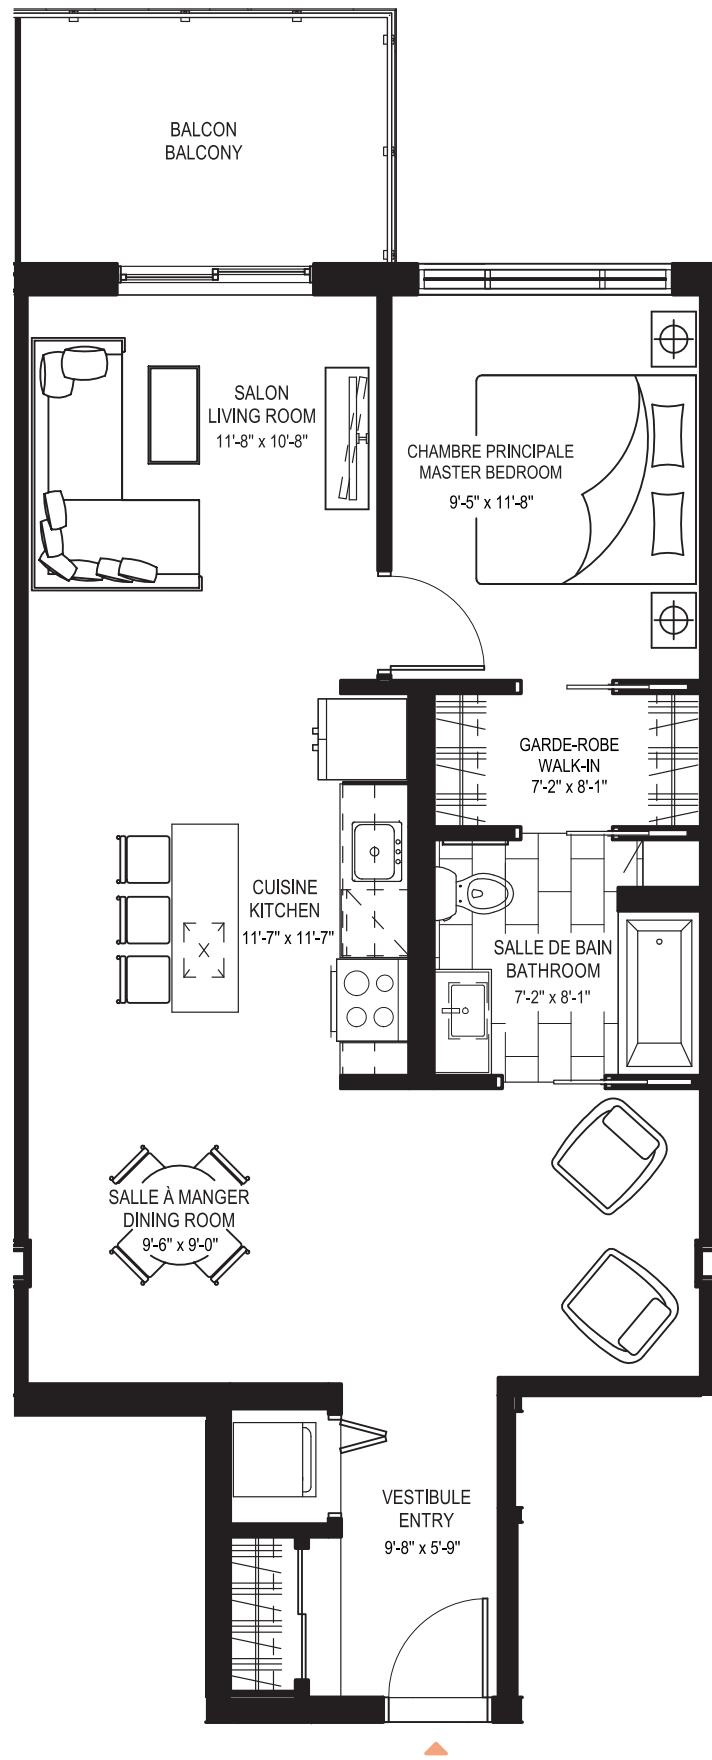 BALCON
BALCONY
SALON
LIVING ROOM
11'-8" x 10'-8"
CHAMBRE PRINCIPALE
MASTER BEDROOM
9'-5" x 11'-8"
GARDE-ROBE
WALK-IN
7'-2" x 8'-1"
CUISINE
KITCHEN
11'-7" x 11'-7"
SALLE DE BAIN
BATHROOM
7'-2" x 8'-1"
SALLE À MANGER
DINING ROOM
9'-6" x 9'-0"
VESTIBULE
ENTRY
9'-8" x 5'-9"